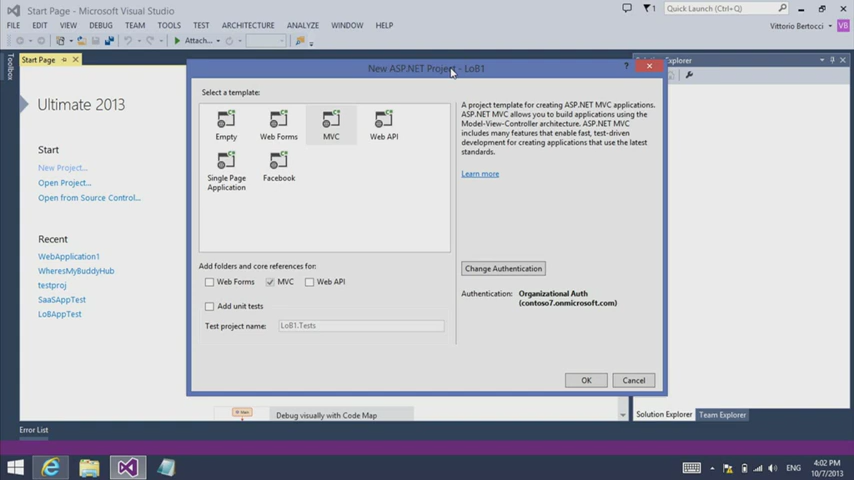 Start Page - Microsoft Visual Studio
Quick Launch (Ctrl+Q)
FILE EDIT VIEW DEBUG TEAM TOOLS TEST ARCHITECTURE ANALYZE WINDOW HELP
Vittorio Bertocci VB
Attach...
Toolbox
Start Page
Explorer
Ultimate 2013
Start
New Project...
Open Project...
Open from Source Control...
Recent
WebApplication1
WheresMyBuddyHub
testproj
SaaSAppTest
LoBAppTest
New ASP.NET Project - LoB1
Select a template:
Empty
Web Forms
MVC
Web API
Single Page
Application
Facebook
A project template for creating ASP.NET MVC applications.
ASP.NET MVC allows you to build applications using the
Model-View-Controller architecture. ASP.NET MVC
includes many features that enable fast, test-driven
development for creating applications that use the latest
standards.
Learn more
Add folders and core references for:
Web Forms MVC Web API
Add unit tests
Test project name: LoB1.Tests
Change Authentication
Authentication: Organizational Auth
(contoso7.onmicrosoft.com)
OK Cancel
Debug visually with Code Map
Solution Explorer Team Explorer
Error List
ENG
4:02 PM
10/7/2013